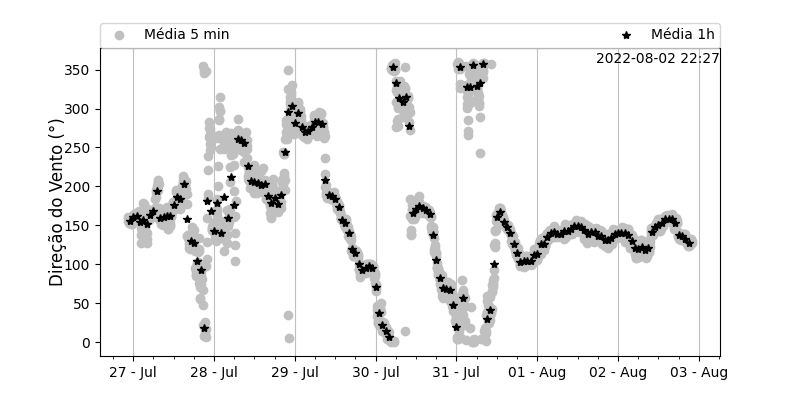 Média 5 min
Média 1h
2022-08-02 22:27
Direção do Vento (°)
350
300
250
200
150
100
50
0
27 - Jul
28 - Jul
29 - Jul
30 - Jul
31 - Jul
01 - Aug
02 - Aug
03 - Aug